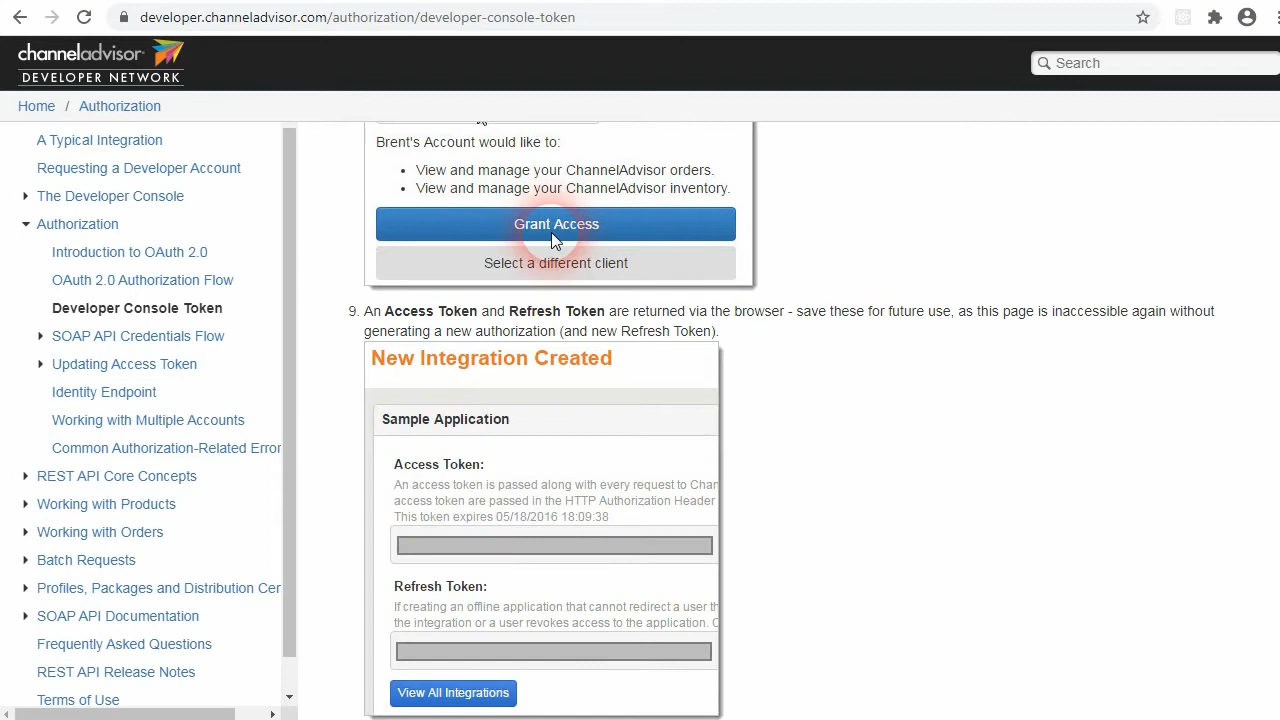 developer.channeladvisor.com/authorization/developer-console-token
channeladvisor
DEVELOPER NETWORK
Search
Home / Authorization
A Typical Integration
Requesting a Developer Account
The Developer Console
Authorization
Introduction to OAuth 2.0
OAuth 2.0 Authorization Flow
Developer Console Token
SOAP API Credentials Flow
Updating Access Token
Identity Endpoint
Working with Multiple Accounts
Common Authorization-Related Error
REST API Core Concepts
Working with Products
Working with Orders
Batch Requests
Profiles, Packages and Distribution Cer
SOAP API Documentation
Frequently Asked Questions
REST API Release Notes
Terms of Use
Brent's Account would like to:
• View and manage your ChannelAdvisor orders.
• View and manage your ChannelAdvisor inventory.
Grant Access
Select a different client
9. An Access Token and Refresh Token are returned via the browser - save these for future use, as this page is inaccessible again without
generating a new authorization (and new Refresh Token).
New Integration Created
Sample Application
Access Token:
An access token is passed along with every request to Char
access token are passed in the HTTP Authorization Header
This token expires 05/18/2016 18:09:38
Refresh Token:
If creating an offline application that cannot redirect a user th
the integration or a user revokes access to the application. C
View All Integrations